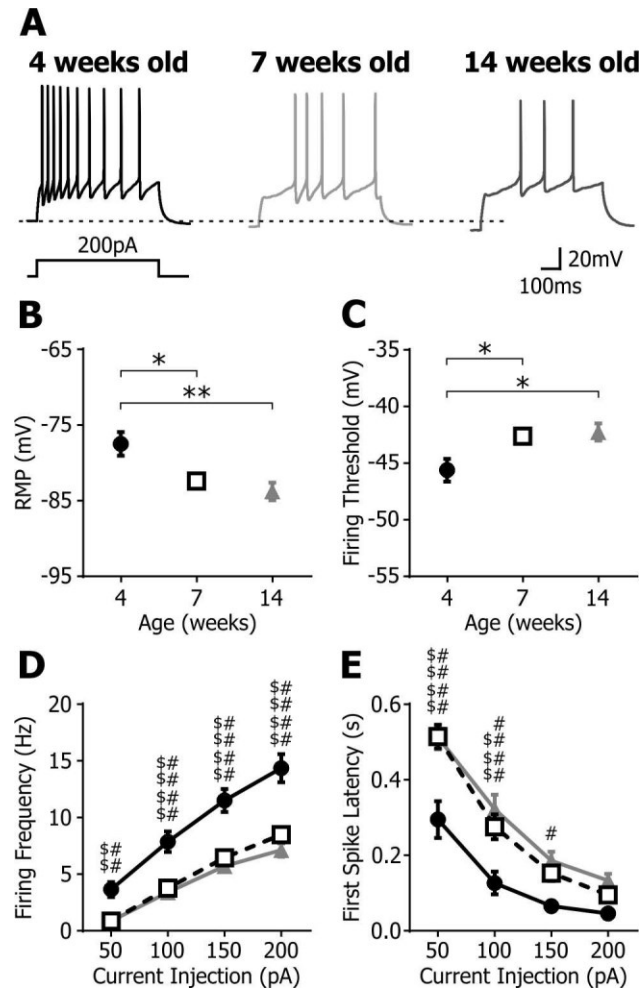 A
4 weeks old 7 weeks old 14 weeks old
200pA
20mV
100ms
B
-65
-75
-85
-95
RMP (mV)
*
**
4 7 14
Age (weeks)
C
-35
-40
-45
-50
-55
Firing Threshold (mV)
*
*
4 7 14
Age (weeks)
D
20
15
10
5
0
Firing Frequency (Hz)
$#
$#
$#
$#
$#
$#
$#
$#
$#
$#
$#
$#
$#
$#
50 100 150 200
Current Injection (pA)
E
0.6
0.4
0.2
0.0
First Spike Latency (s)
$#
$#
$#
$#
#
$#
$#
$#
#
50 100 150 200
Current Injection (pA)